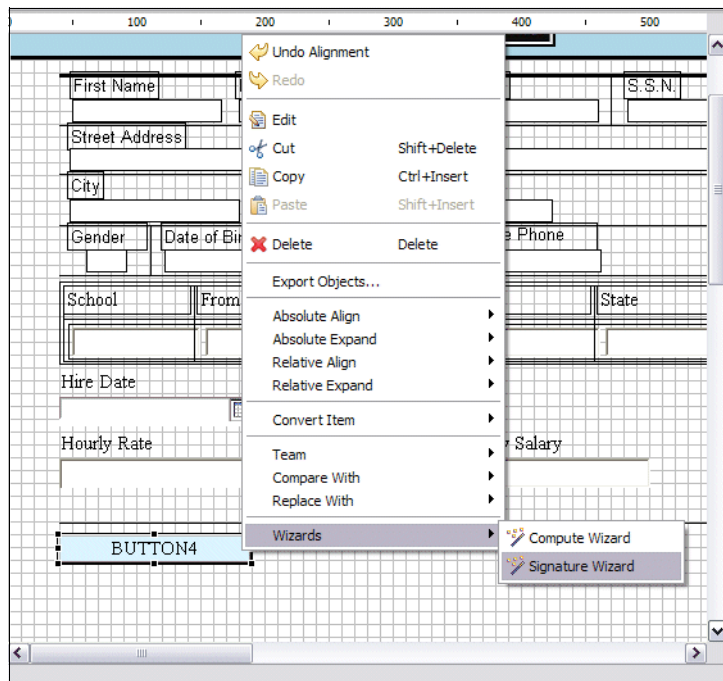 100 200 300 400 500
Undo Alignment
Redo
Edit
Cut Shift+Delete
Copy Ctrl+Insert
Paste Shift+Insert
Delete Delete
Export Objects...
Absolute Align
Absolute Expand
Relative Align
Relative Expand
Convert Item
Team
Compare With
Replace With
Wizards
Compute Wizard
Signature Wizard
First Name S.S.N.
Street Address
City
Gender Date of Bir Phone
School From State
Hire Date
Hourly Rate Salary
BUTTON4